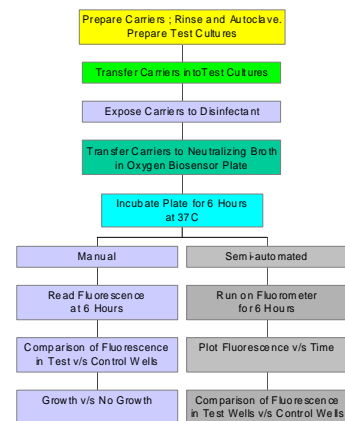 Prepare Carriers ; Rinse and Autoclave.
Prepare Test Cultures
Transfer Carriers into Test Cultures
Expose Carriers to Disinfectant
Transfer Carriers to Neutralizing Broth
in Oxygen Biosensor Plate
Incubate Plate for 6 Hours
at 37C
Manual
Semi-automated
Read Fluorescence
at 6 Hours
Run on Fluorometer
for 6 Hours
Comparison of Fluorescence
in Test v/s Control Wells
Plot Fluorescence v/s Time
Growth v/s No Growth
Comparison of Fluorescence
in Test Wells v/s Control Wells